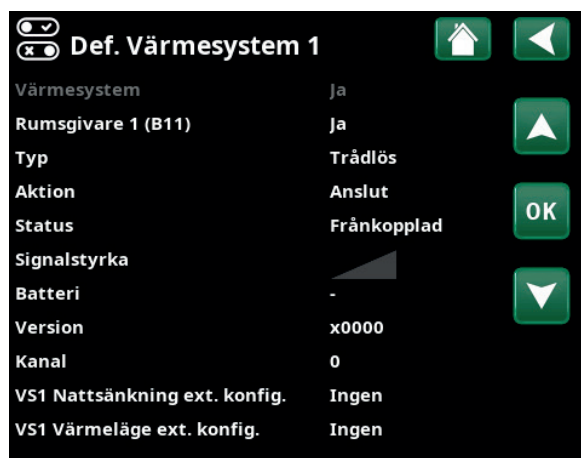 Def. Värmesystem 1
Värmesystem Ja
Rumsgivare 1 (B11) Ja
Typ Trådlös
Aktion Anslut
Status Frånkopplad
OK
Signalstyrka
Batteri -
Version x0000
Kanal 0
VS1 Nattsänkning ext. konfig. Ingen
VS1 Värmeläge ext. konfig. Ingen